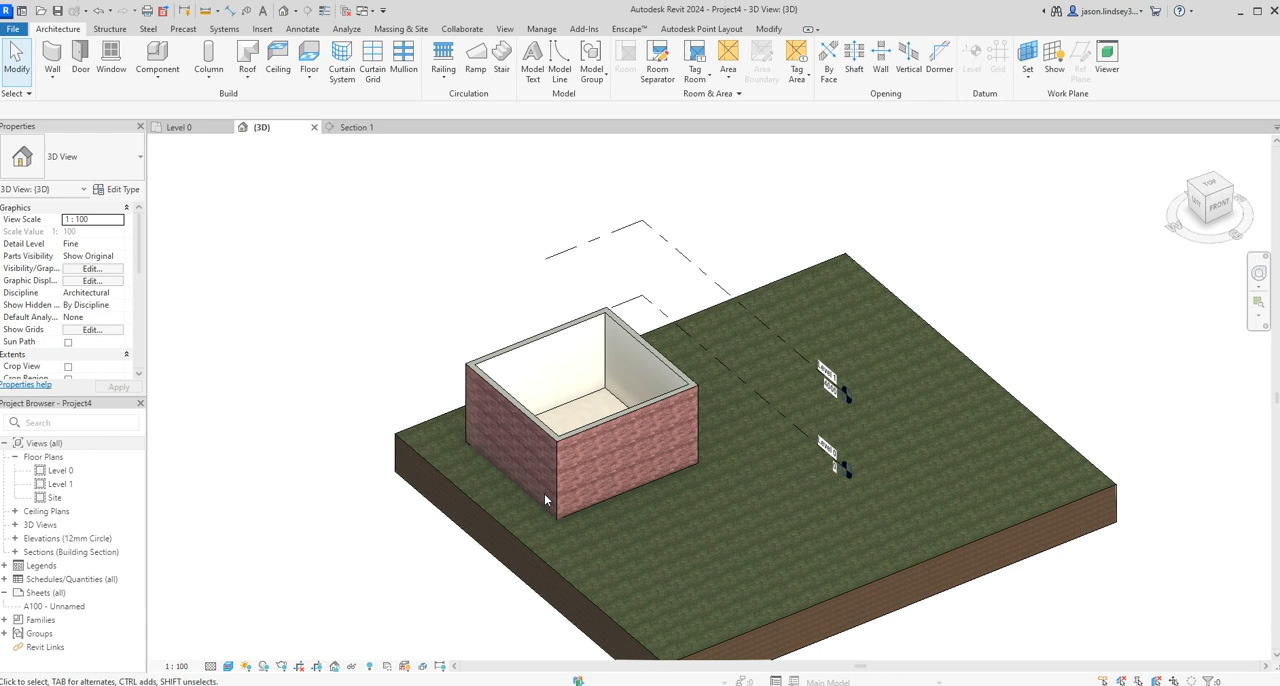 Autodesk Revit 2024 - Project4 - 3D View: {3D}
jason.lindsey3...
File Architecture Structure Steel Precast Systems Insert Annotate Analyze Massing & Site Collaborate View Manage Add-Ins Enscape™ Autodesk Point Layout Modify
Modify Wall Door Window Component Column Roof Ceiling Floor Curtain System Curtain Grid Mullion Railing Ramp Stair Model Text Model Line Model Group Room Room Separator Tag Room Area Area Boundary Tag Area By Face Shaft Wall Vertical Dormer Level Grid Set Show Ref Plane Viewer
Select Build Circulation Model Room & Area Opening Datum Work Plane
Properties
Level 0 {3D} Section 1
3D View
3D View: {3D} Edit Type
Graphics
View Scale 1 : 100
Scale Value 1: 100
Detail Level Fine
Parts Visibility Show Original
Visibility/Grap... Edit...
Graphic Displ... Edit...
Discipline Architectural
Show Hidden ... By Discipline
Default Analy... None
Show Grids Edit...
Sun Path
Extents
Crop View
Crop Region
Properties help Apply
Project Browser - Project4
Search
Views (all)
Floor Plans
Level 0
Level 1
Site
Ceiling Plans
3D Views
Elevations (12mm Circle)
Sections (Building Section)
Legends
Schedules/Quantities (all)
Sheets (all)
A100 - Unnamed
Families
Groups
Revit Links
TOP
LEFT FRONT
Level 1
Level 0
0
1 : 100
Click to select, TAB for alternates, CTRL adds, SHIFT unselects.
:0 Main Model :0